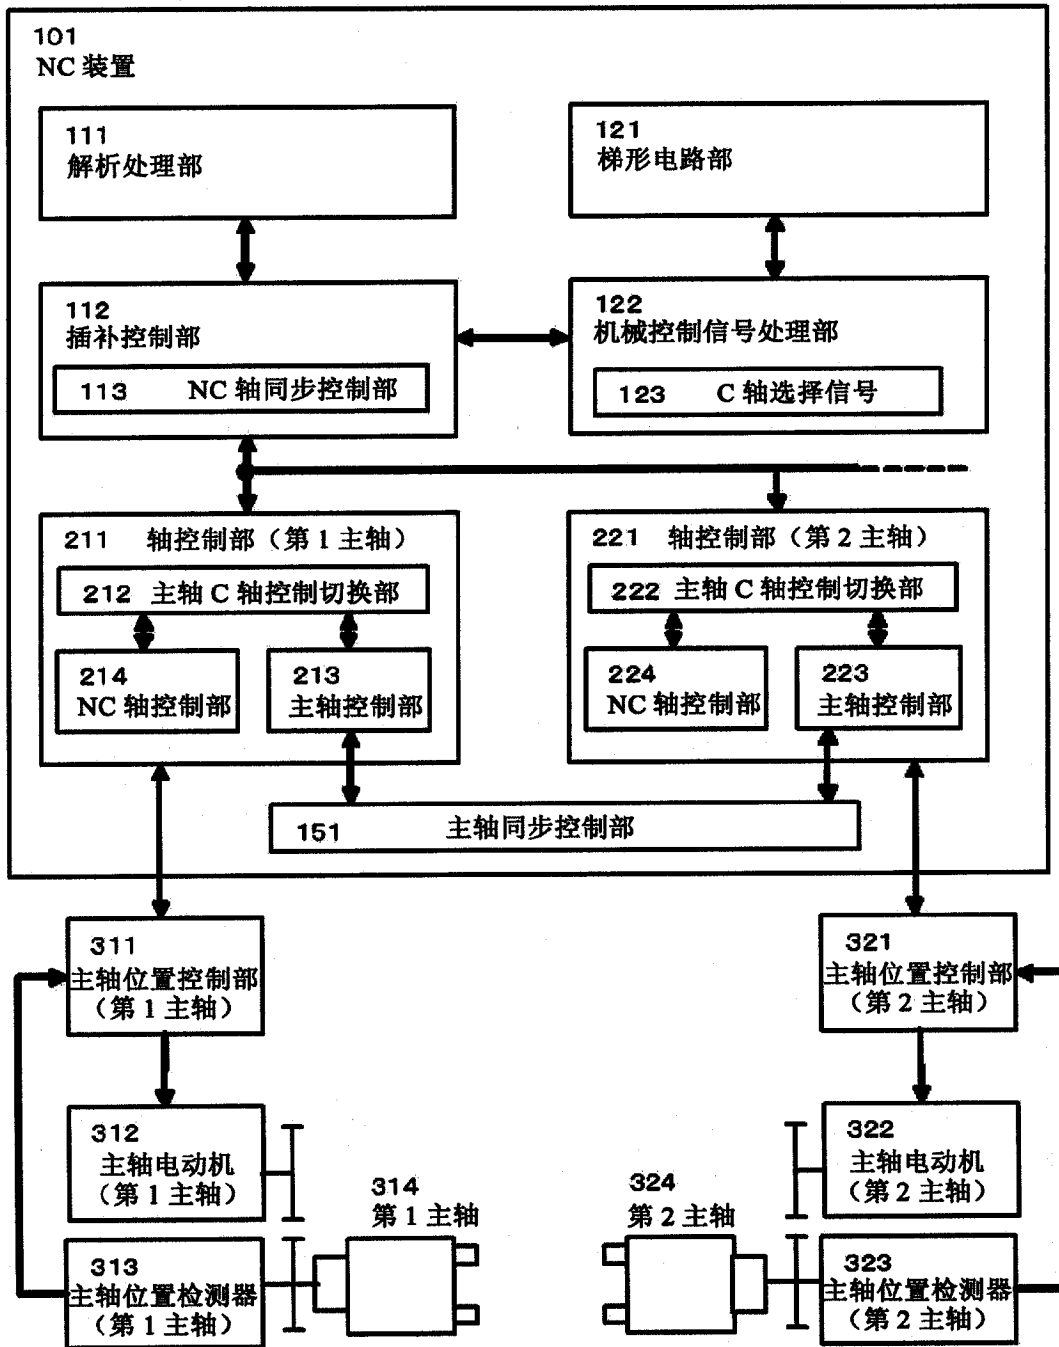 101
NC 装置
111
解析处理部
121
梯形电路部
112
插补控制部
113 NC 轴同步控制部
122
机械控制信号处理部
123 C 轴选择信号
211 轴控制部（第 1 主轴）
212 主轴 C 轴控制切换部
214
NC 轴控制部
213
主轴控制部
221 轴控制部（第 2 主轴）
222 主轴 C 轴控制切换部
224
NC 轴控制部
223
主轴控制部
151 主轴同步控制部
311
主轴位置控制部
（第 1 主轴）
321
主轴位置控制部
（第 2 主轴）
312
主轴电动机
（第 1 主轴）
322
主轴电动机
（第 2 主轴）
314
第 1 主轴
324
第 2 主轴
313
主轴位置检测器
（第 1 主轴）
323
主轴位置检测器
（第 2 主轴）